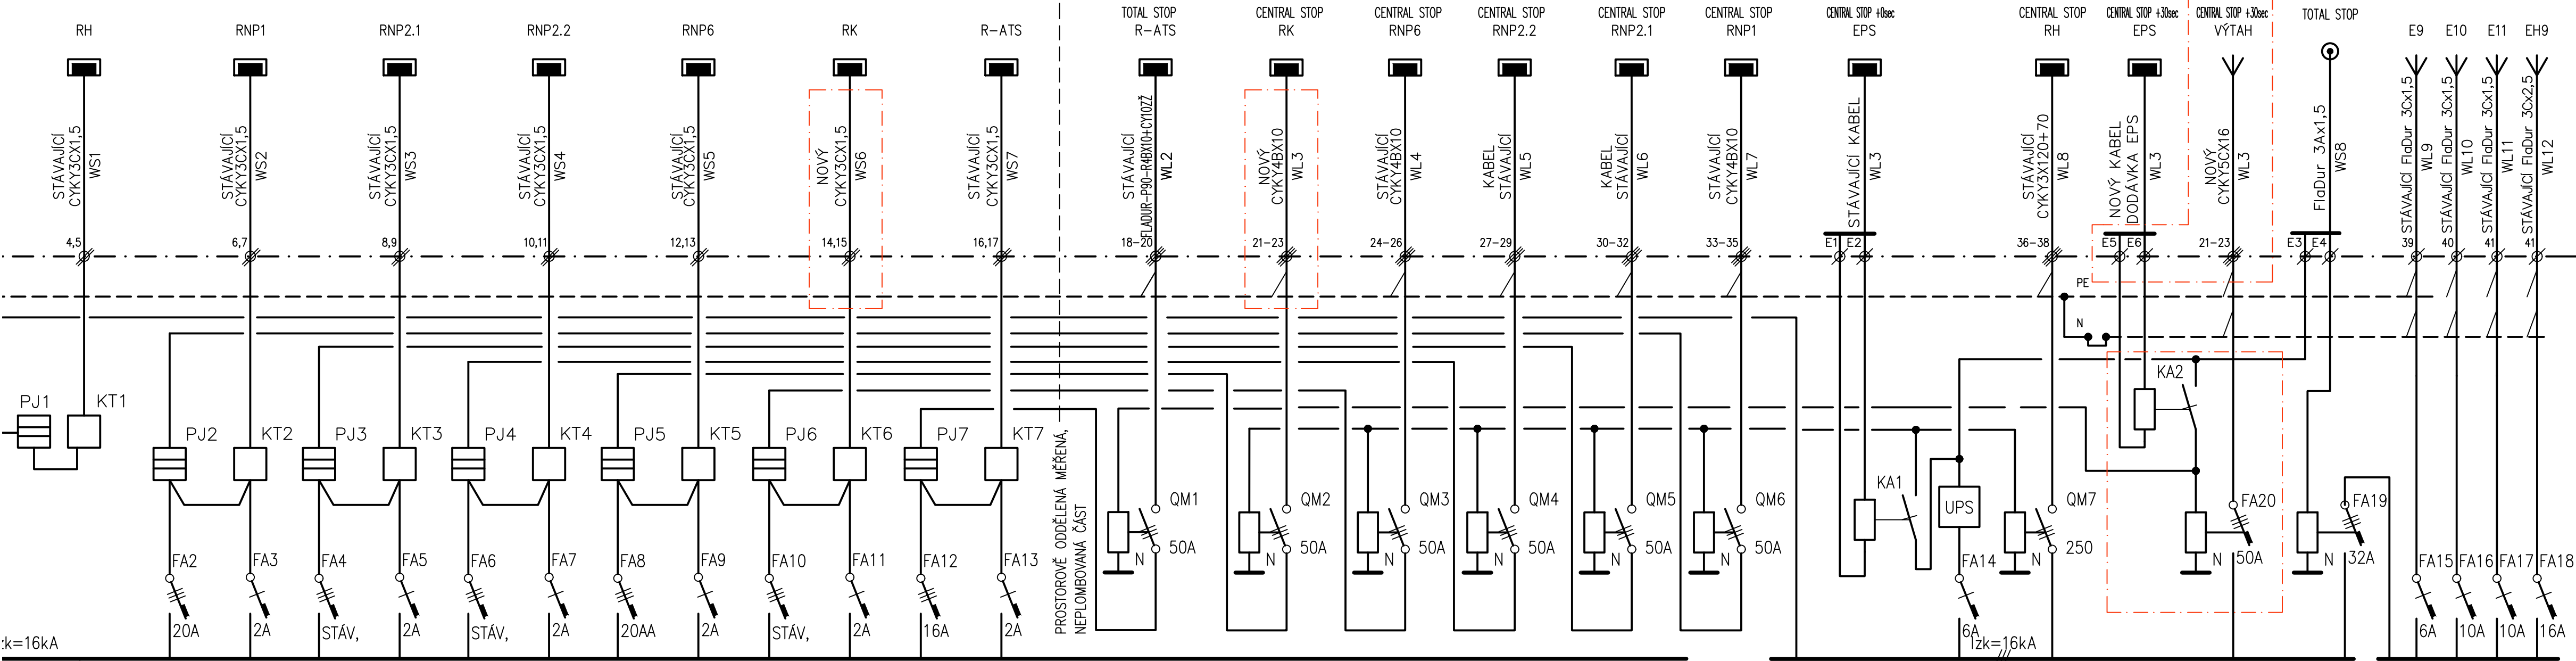 TOTAL STOP
CENTRAL STOP
CENTRAL STOP
CENTRAL STOP
CENTRAL STOP
CENTRAL STOP
CENTRAL STOP +0sec
CENTRAL STOP
CENTRAL STOP +30sec
CENTRAL STOP +30sec
TOTAL STOP
RH
RNP1
RNP2.1
RNP2.2
RNP6
RK
R-ATS
R-ATS
RK
RNP6
RNP2.2
RNP2.1
RNP1
EPS
RH
EPS
VÝTAH
E9
E10
E11
EH9
STÁVAJÍCÍ
CYKY3CX1,5
WS1
STÁVAJÍCÍ
CYKY3CX1,5
WS2
STÁVAJÍCÍ
CYKY3CX1,5
WS3
STÁVAJÍCÍ
CYKY3CX1,5
WS4
STÁVAJÍCÍ
CYKY3CX1,5
WS5
NOVÝ
CYKY3CX1,5
WS6
STÁVAJÍCÍ
CYKY3CX1,5
WS7
STÁVAJÍCÍ
FLADUR-P90-R4BX10+CY10ZŽ
WL2
NOVÝ
CYKY4BX10
WL3
STÁVAJÍCÍ
CYKY4BX10
WL4
KABEL
STÁVAJÍCÍ
WL5
KABEL
STÁVAJÍCÍ
WL6
STÁVAJÍCÍ
CYKY4BX10
WL7
STÁVAJÍCÍ KABEL
WL3
STÁVAJÍCÍ
CYKY3X120+70
WL8
NOVÝ KABEL
DODÁVKA EPS
WL3
NOVÝ
CYKY5CX16
WL3
FlaDur 3Ax1,5
WS8
STÁVAJÍCÍ FlaDur 3Cx1,5
WL9
STÁVAJÍCÍ FlaDur 3Cx1,5
WL10
STÁVAJÍCÍ FlaDur 3Cx1,5
WL11
STÁVAJÍCÍ FlaDur 3Cx2,5
WL12
4,5
6,7
8,9
10,11
12,13
14,15
16,17
18-20
21-23
24-26
27-29
30-32
33-35
E1
E2
36-38
E5
E6
21-23
E3
E4
39
40
41
41
PE
N
PJ1
KT1
PJ2
KT2
PJ3
KT3
PJ4
KT4
PJ5
KT5
PJ6
KT6
PJ7
KT7
PROSTOROVĚ ODDĚLENÁ MĚŘENÁ,
NEPLOMBOVANÁ ČÁST
KA2
KA1
UPS
QM1
QM2
QM3
QM4
QM5
QM6
QM7
FA20
FA19
50A
50A
50A
50A
50A
50A
250
50A
32A
N
N
N
N
N
N
N
N
N
FA2
FA3
FA4
FA5
FA6
FA7
FA8
FA9
FA10
FA11
FA12
FA13
FA14
FA15
FA16
FA17
FA18
20A
2A
STÁV,
2A
STÁV,
2A
20AA
2A
STÁV,
2A
16A
2A
6A
6A
10A
10A
16A
:k=16kA
Izk=16kA